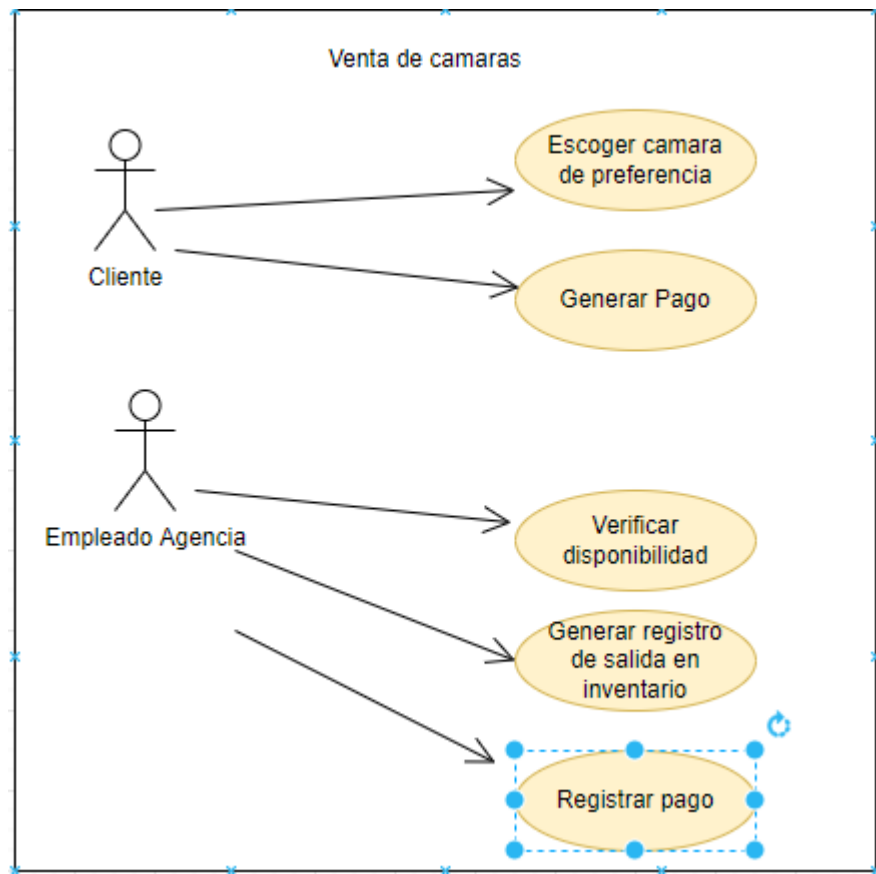 Venta de camaras
Escoger camara
de preferencia
Generar Pago
Cliente
Empleado Agencia
Verificar
disponibilidad
Generar registro
de salida en
inventario
Registrar pago